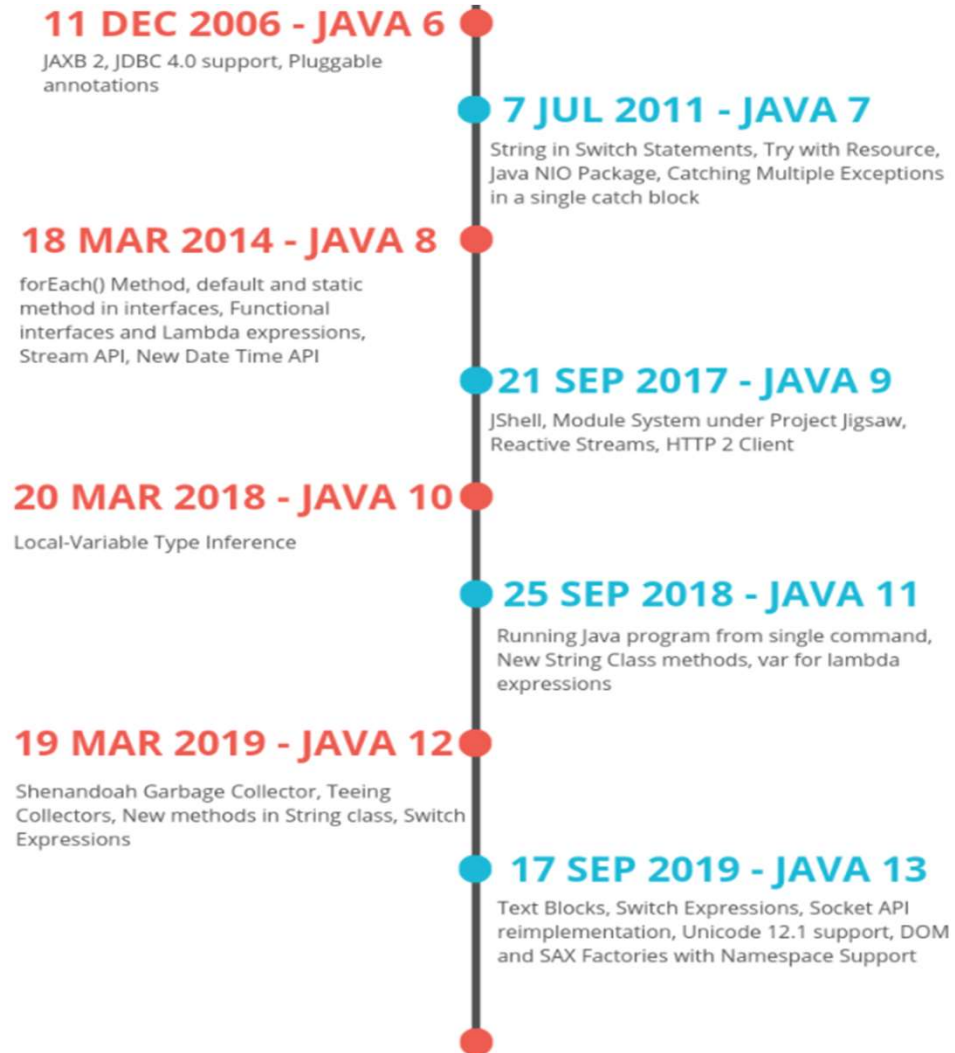 11 DEC 2006 - JAVA 6
JAXB 2, JDBC 4.0 support, Pluggable
annotations
7 JUL 2011 - JAVA 7
String in Switch Statements, Try with Resource,
Java NIO Package, Catching Multiple Exceptions
in a single catch block
18 MAR 2014 - JAVA 8
forEach() Method, default and static
method in interfaces, Functional
interfaces and Lambda expressions,
Stream API, New Date Time API
21 SEP 2017 - JAVA 9
JShell, Module System under Project Jigsaw,
Reactive Streams, HTTP 2 Client
20 MAR 2018 - JAVA 10
Local-Variable Type Inference
25 SEP 2018 - JAVA 11
Running Java program from single command,
New String Class methods, var for lambda
expressions
19 MAR 2019 - JAVA 12
Shenandoah Garbage Collector, Teeing
Collectors, New methods in String class, Switch
Expressions
17 SEP 2019 - JAVA 13
Text Blocks, Switch Expressions, Socket API
reimplementation, Unicode 12.1 support, DOM
and SAX Factories with Namespace Support